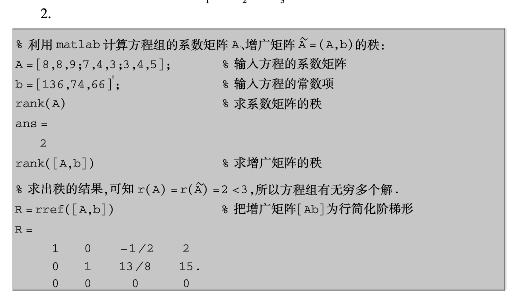 2.
% 利用 matlab 计算方程组的系数矩阵 A、增广矩阵 Ã=(A,b)的秩:
A=[8,8,9;7,4,3;3,4,5]; % 输入方程的系数矩阵
b=[136,74,66]'; % 输入方程的常数项
rank(A) % 求系数矩阵的秩
ans =
2
rank([A,b]) % 求增广矩阵的秩
% 求出秩的结果,可知 r(A)=r(Ã)=2<3,所以方程组有无穷多个解.
R=rref([A,b]) % 把增广矩阵[Ab]为行简化阶梯形
R =
1 0 -1/2 2
0 1 13/8 15.
0 0 0 0